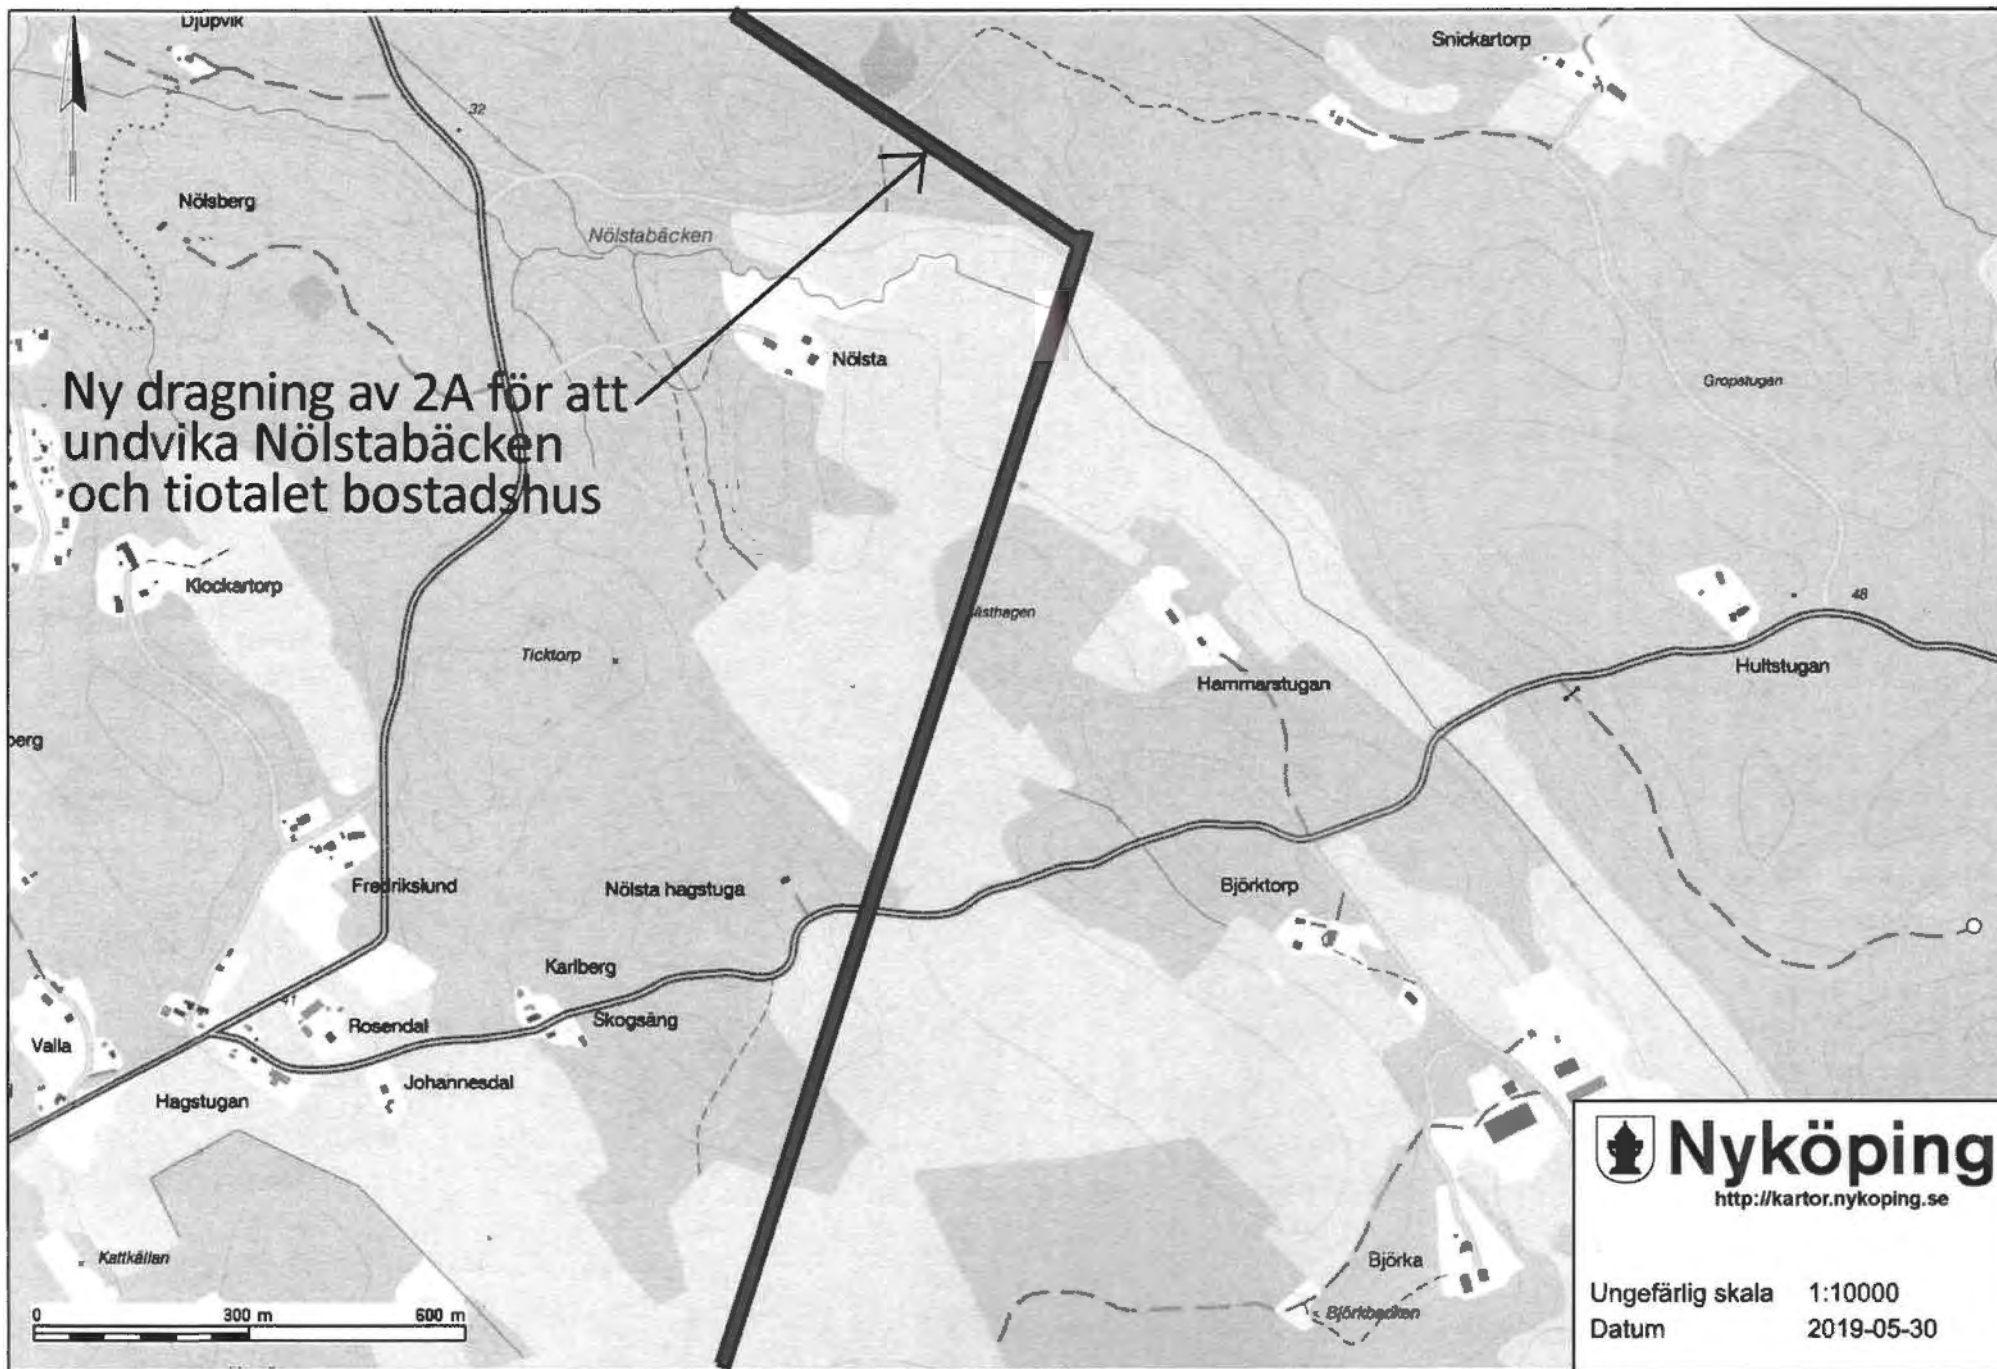 Djupvik
Snickartorp
32
Nölsberg
Nölstabäcken
Nölsta
Gropstugan
Ny dragning av 2A för att
undvika Nölstabäcken
och tiotalet bostadshus
Klockartorp
Ticktorp
48
Hultstugan
Hammarstugan
berg
Fredrikslund
Nölsta hagstuga
Björktorp
Karlberg
Skogsäng
41
Rosendal
Valla
Johannesdal
Hagstugan
Nyköping
http://kartor.nykoping.se
Kattkällan
Björka
Björkbacken
0 300 m 600 m
Ungefärlig skala 1:10000
Datum 2019-05-30